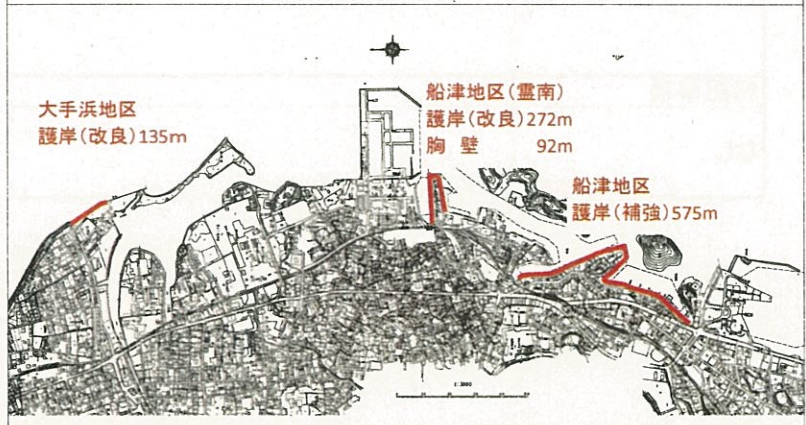 大手浜地区
護岸(改良)135m
船津地区(霊南)
護岸(改良)272m
胸 壁 92m
船津地区
護岸(補強)575m